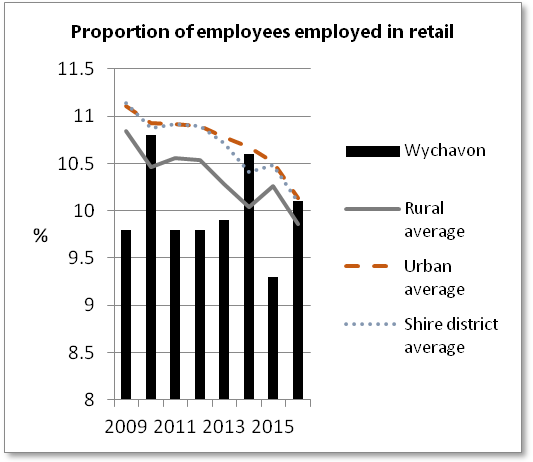 Proportion of employees employed in retail
11.5
11
10.5
10
9.5
9
8.5
8
%
2009 2011 2013 2015
Wychavon
Rural
average
Urban
average
Shire district
average